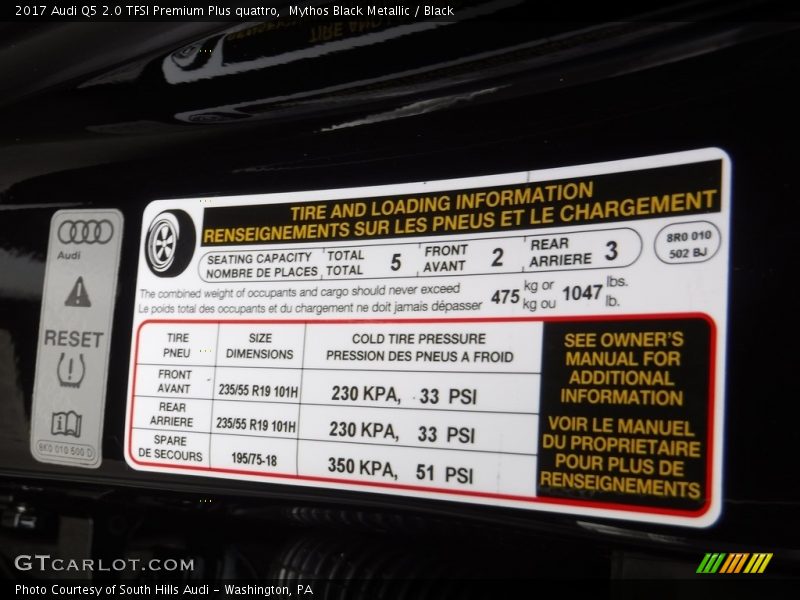 2017 Audi Q5 2.0 TFSI Premium Plus quattro, Mythos Black Metallic / Black
TIRE AND LOADING INFORMATION
RENSEIGNEMENTS SUR LES PNEUS ET LE CHARGEMENT
SEATING CAPACITY
NOMBRE DE PLACES
TOTAL
TOTAL
5
FRONT
AVANT
2
REAR
ARRIERE
3
8R0 010
502 BJ
The combined weight of occupants and cargo should never exceed
Le poids total des occupants et du chargement ne doit jamais dépasser
475
kg or
kg ou
1047
lbs.
lb.
TIRE
PNEU
SIZE
DIMENSIONS
COLD TIRE PRESSURE
PRESSION DES PNEUS A FROID
FRONT
AVANT
235/55 R19 101H
230 KPA, 33 PSI
REAR
ARRIERE
235/55 R19 101H
230 KPA, 33 PSI
SPARE
DE SECOURS
195/75-18
350 KPA, 51 PSI
SEE OWNER'S
MANUAL FOR
ADDITIONAL
INFORMATION
VOIR LE MANUEL
DU PROPRIETAIRE
POUR PLUS DE
RENSEIGNEMENTS
Audi
RESET
8K0 010 500 D
GTCARLOT.COM
Photo Courtesy of South Hills Audi - Washington, PA